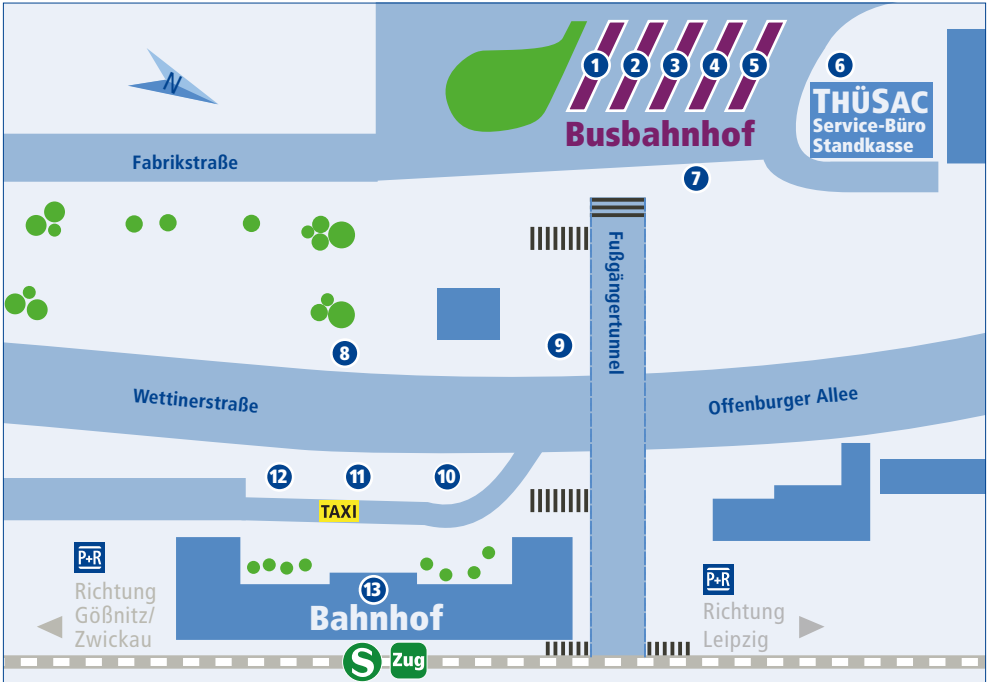 N
1
2
3
4
5
6
THÜSAC
Service-Büro
Standkasse
Busbahnhof
Fabrikstraße
7
Fußgängertunnel
8
9
Wettinerstraße
Offenburger Allee
12
11
10
TAXI
P+R
Richtung
Gößnitz/
Zwickau
13
Bahnhof
P+R
Richtung
Leipzig
S
Zug